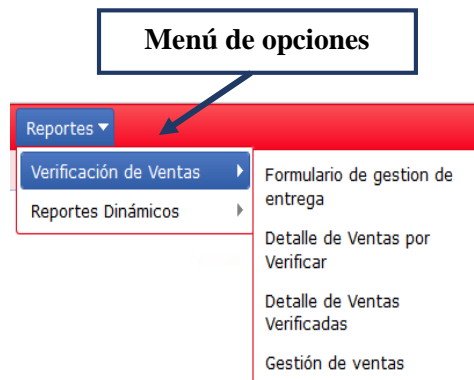 Menú de opciones
Reportes
Verificación de Ventas
Reportes Dinámicos
Formulario de gestion de
entrega
Detalle de Ventas por
Verificar
Detalle de Ventas
Verificadas
Gestión de ventas